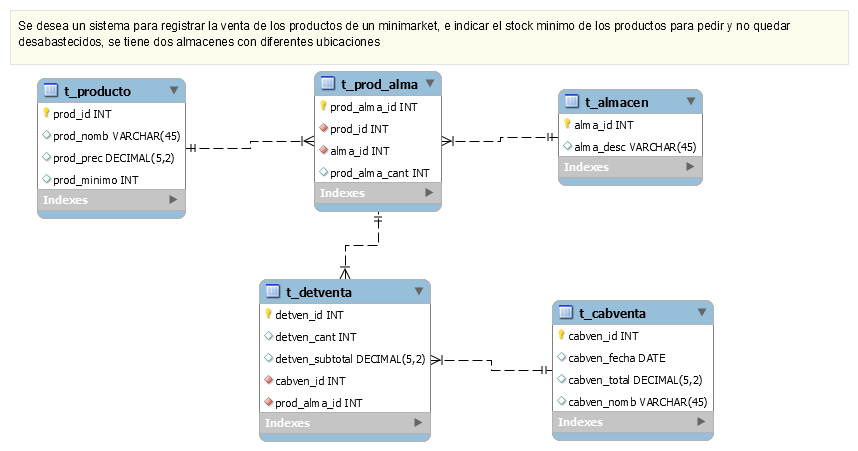 Se desea un sistema para registrar la venta de los productos de un minimarket, e indicar el stock minimo de los productos para pedir y no quedar
desabastecidos, se tiene dos almacenes con diferentes ubicaciones
t_producto
prod_id INT
prod_nomb VARCHAR(45)
prod_prec DECIMAL(5,2)
prod_minimo INT
Indexes
t_prod_alma
prod_alma_id INT
prod_id INT
alma_id INT
prod_alma_cant INT
Indexes
t_almacen
alma_id INT
alma_desc VARCHAR(45)
Indexes
t_detventa
detven_id INT
detven_cant INT
detven_subtotal DECIMAL(5,2)
cabven_id INT
prod_alma_id INT
Indexes
t_cabventa
cabven_id INT
cabven_fecha DATE
cabven_total DECIMAL(5,2)
cabven_nomb VARCHAR(45)
Indexes